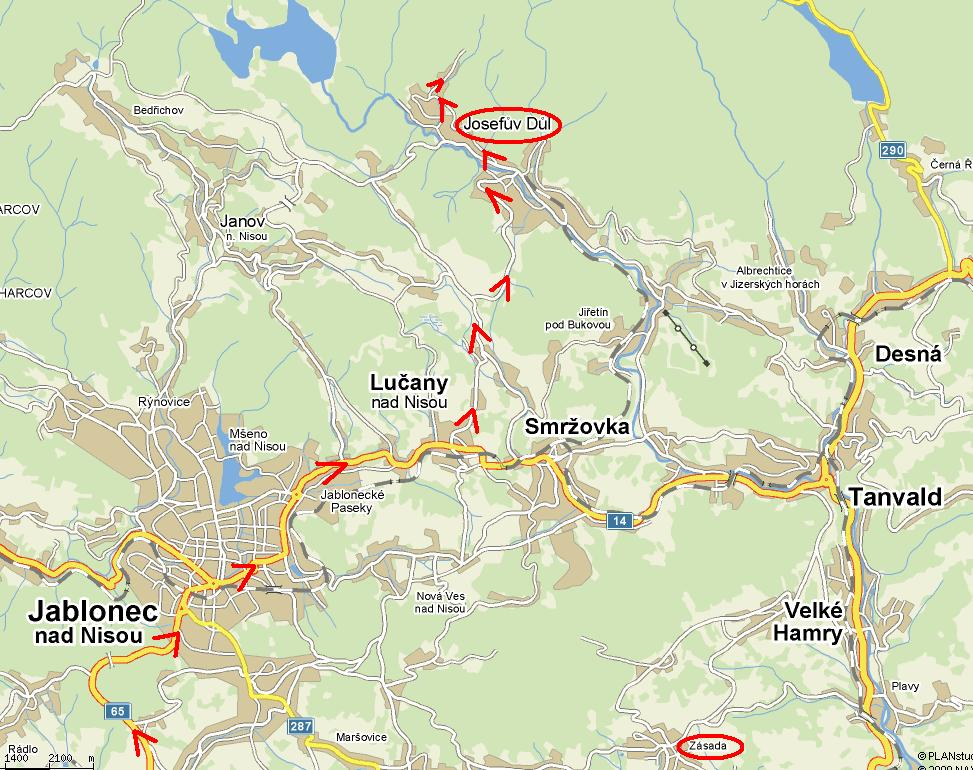 Bedřichov
Josefův Důl
290
Černá Ř
HARCOV
Janov
n. Nisou
Albrechtice
v Jizerských horách
HARCOV
Jiřetín
pod Bukovou
Desná
Lučany
nad Nisou
Rýnovice
Smržovka
Mšeno
nad Nisou
Jablonecké
Paseky
Tanvald
14
Nová Ves
nad Nisou
Jablonec
nad Nisou
Velké
Hamry
Plavy
65
287
Maršovice
Zásada
Rádlo
1400 2100 m
© PLANstu
© 2009 NA